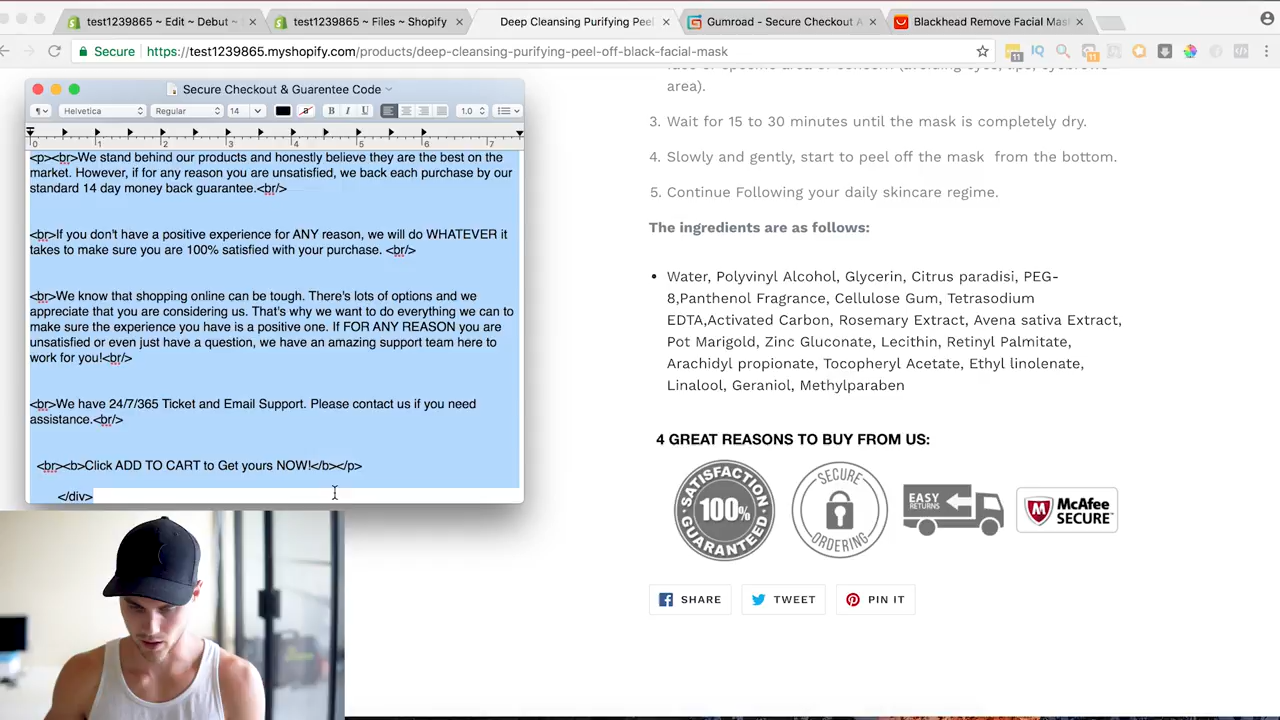 test1239865 ~ Edit ~ Debut ~
test1239865 ~ Files ~ Shopify
Deep Cleansing Purifying Peel
Gumroad - Secure Checkout
Blackhead Remove Facial Mas
Secure
https://test1239865.myshopify.com/products/deep-cleansing-purifying-peel-off-black-facial-mask
11
IQ
11
Secure Checkout & Guarentee Code
¶
Helvetica
Regular
14
a
B I U
1.0
0 1 2 3 4 5 6 7
<p><br>We stand behind our products and honestly believe they are the best on the
market. However, if for any reason you are unsatisfied, we back each purchase by our
standard 14 day money back guarantee.<br/>
<br>If you don't have a positive experience for ANY reason, we will do WHATEVER it
takes to make sure you are 100% satisfied with your purchase. <br/>
<br>We know that shopping online can be tough. There's lots of options and we
appreciate that you are considering us. That's why we want to do everything we can to
make sure the experience you have is a positive one. If FOR ANY REASON you are
unsatisfied or even just have a question, we have an amazing support team here to
work for you!<br/>
<br>We have 24/7/365 Ticket and Email Support. Please contact us if you need
assistance.<br/>
<br><b>Click ADD TO CART to Get yours NOW!</b></p>
</div>
area).
3. Wait for 15 to 30 minutes until the mask is completely dry.
4. Slowly and gently, start to peel off the mask from the bottom.
5. Continue Following your daily skincare regime.
The ingredients are as follows:
• Water, Polyvinyl Alcohol, Glycerin, Citrus paradisi, PEG-
8,Panthenol Fragrance, Cellulose Gum, Tetrasodium
EDTA,Activated Carbon, Rosemary Extract, Avena sativa Extract,
Pot Marigold, Zinc Gluconate, Lecithin, Retinyl Palmitate,
Arachidyl propionate, Tocopheryl Acetate, Ethyl linolenate,
Linalool, Geraniol, Methylparaben
4 GREAT REASONS TO BUY FROM US:
SATISFACTION
100%
GUARANTEED
SECURE
ORDERING
EASY
RETURNS
McAfee
SECURE™
SHARE
TWEET
PIN IT